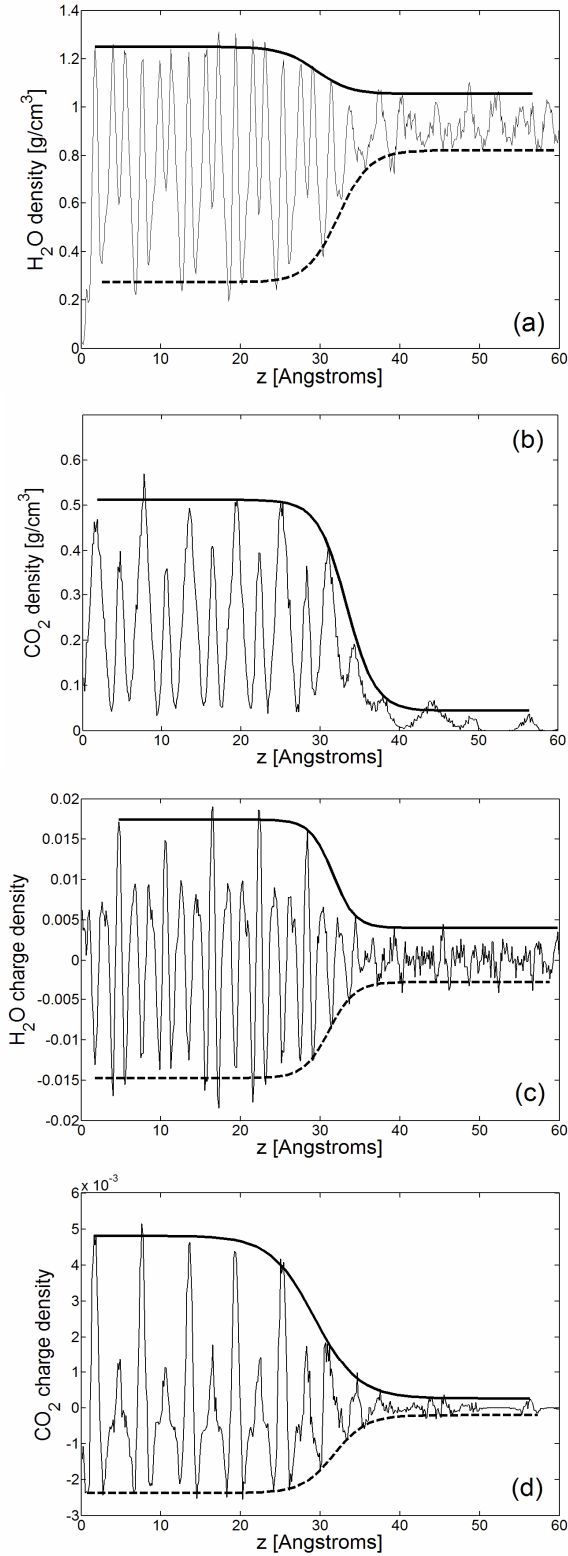 1.4
1.2
1
0.8
0.6
0.4
0.2
0
H2O density [g/cm3]
(a)
0 10 20 30 40 50 60
z [Angstroms]
(b)
0.6
0.5
0.4
0.3
0.2
0.1
0
CO2 density [g/cm3]
0 10 20 30 40 50 60
z [Angstroms]
0.02
0.015
0.01
0.005
0
-0.005
-0.01
-0.015
-0.02
H2O charge density
(c)
0 10 20 30 40 50 60
z [Angstroms]
x 10-3
6
5
4
3
2
1
0
-1
-2
-3
CO2 charge density
(d)
0 10 20 30 40 50 60
z [Angstroms]